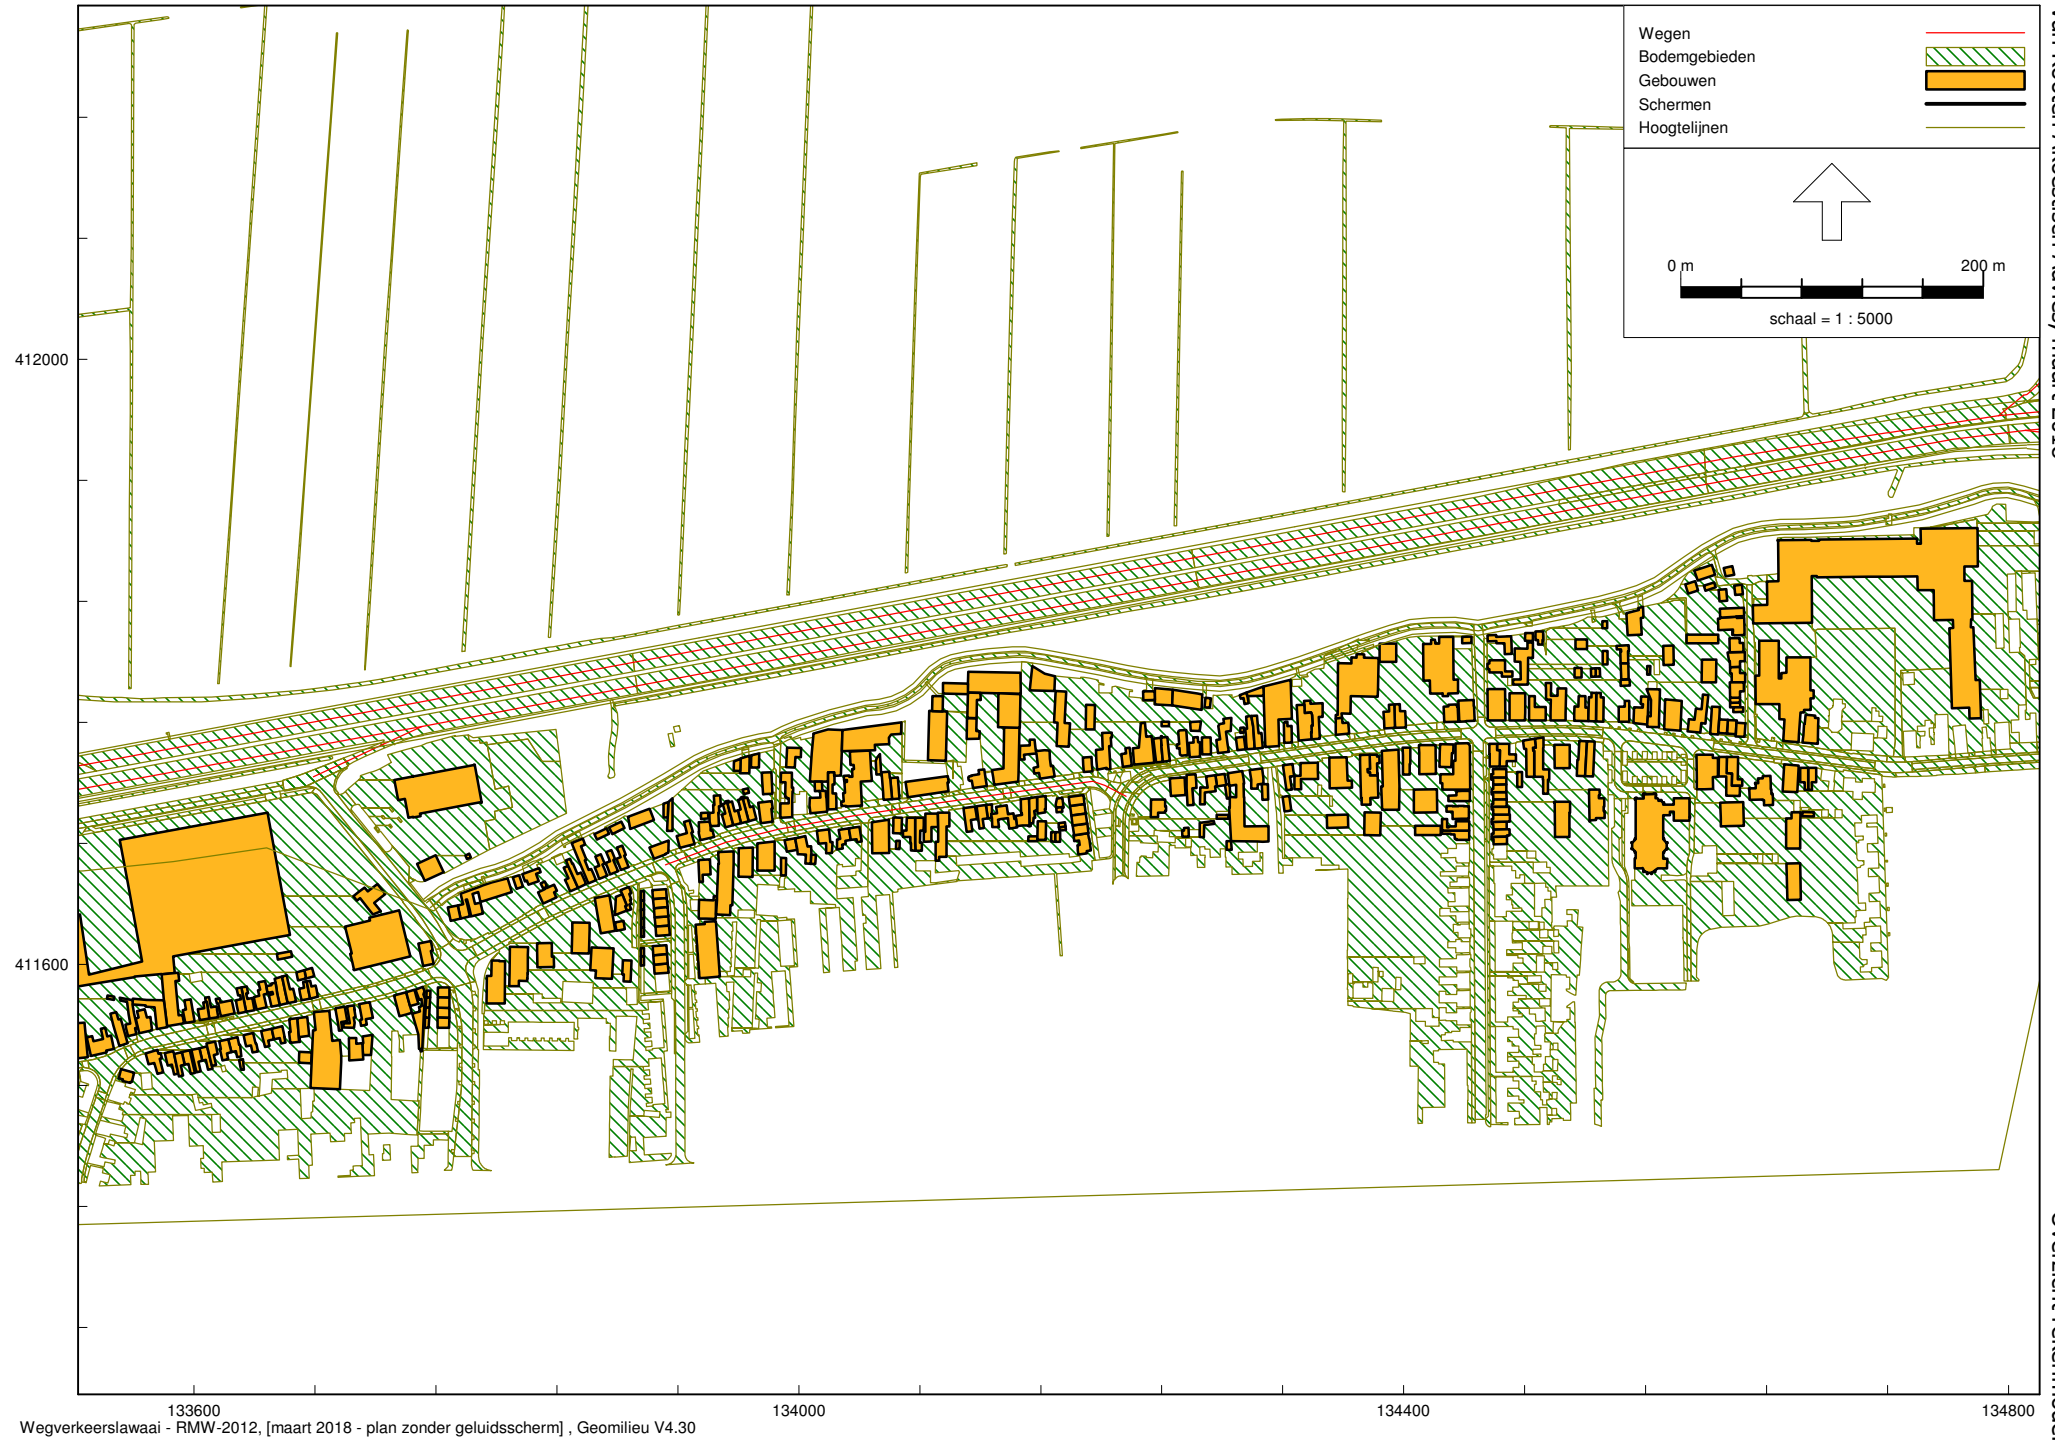 Wegen
Bodemgebieden
Gebouwen
Schermen
Hoogtelijnen
0 m 200 m
schaal = 1 : 5000
412000
411600
133600 134000 134400 134800
Wegverkeerslawaai - RMW-2012, [maart 2018 - plan zonder geluidsscherm] , Geomilieu V4.30